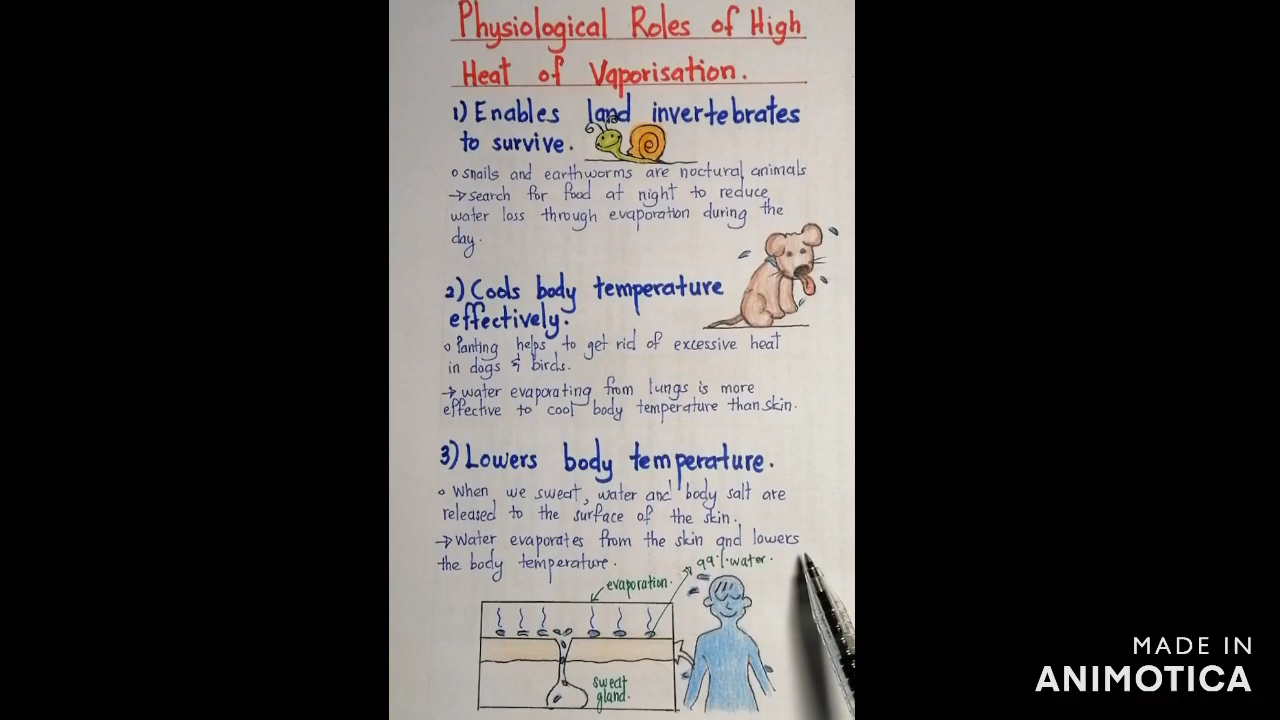 Physiological Roles of High
Heat of Vaporisation.
1) Enables land invertebrates
to survive.
o snails and earthworms are noctural animals
→ search for food at night to reduce
water loss through evaporation during the
day.
2) Cools body temperature
effectively.
o Panting helps to get rid of excessive heat
in dogs & birds.
→ water evaporating from lungs is more
effective to cool body temperature than skin.
3) Lowers body temperature.
o When we sweat, water and body salt are
released to the surface of the skin.
→ Water evaporates from the skin and lowers
the body temperature.
99% water.
evaporation.
sweat
gland.
MADE IN
ANIMOTICA